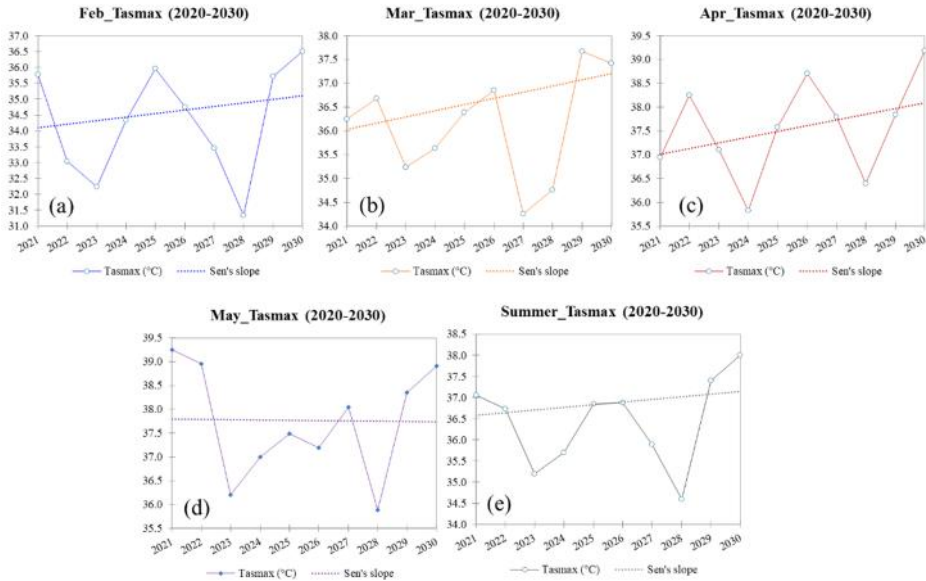 Feb_Tasmax (2020-2030)
37.0
36.5
36.0
35.5
35.0
34.5
34.0
33.5
33.0
32.5
32.0
31.5
31.0
(a)
2021 2022 2023 2024 2025 2026 2027 2028 2029 2030
Tasmax (°C) Sen's slope
Mar_Tasmax (2020-2030)
38.0
37.5
37.0
36.5
36.0
35.5
35.0
34.5
34.0
(b)
2021 2022 2023 2024 2025 2026 2027 2028 2029 2030
Tasmax (°C) Sen's slope
Apr_Tasmax (2020-2030)
39.5
39.0
38.5
38.0
37.5
37.0
36.5
36.0
35.5
(c)
2021 2022 2023 2024 2025 2026 2027 2028 2029 2030
Tasmax (°C) Sen's slope
May_Tasmax (2020-2030)
39.5
39.0
38.5
38.0
37.5
37.0
36.5
36.0
35.5
(d)
2021 2022 2023 2024 2025 2026 2027 2028 2029 2030
Tasmax (°C) Sen's slope
Summer_Tasmax (2020-2030)
38.5
38.0
37.5
37.0
36.5
36.0
35.5
35.0
34.5
34.0
(e)
2021 2022 2023 2024 2025 2026 2027 2028 2029 2030
Tasmax (°C) Sen's slope